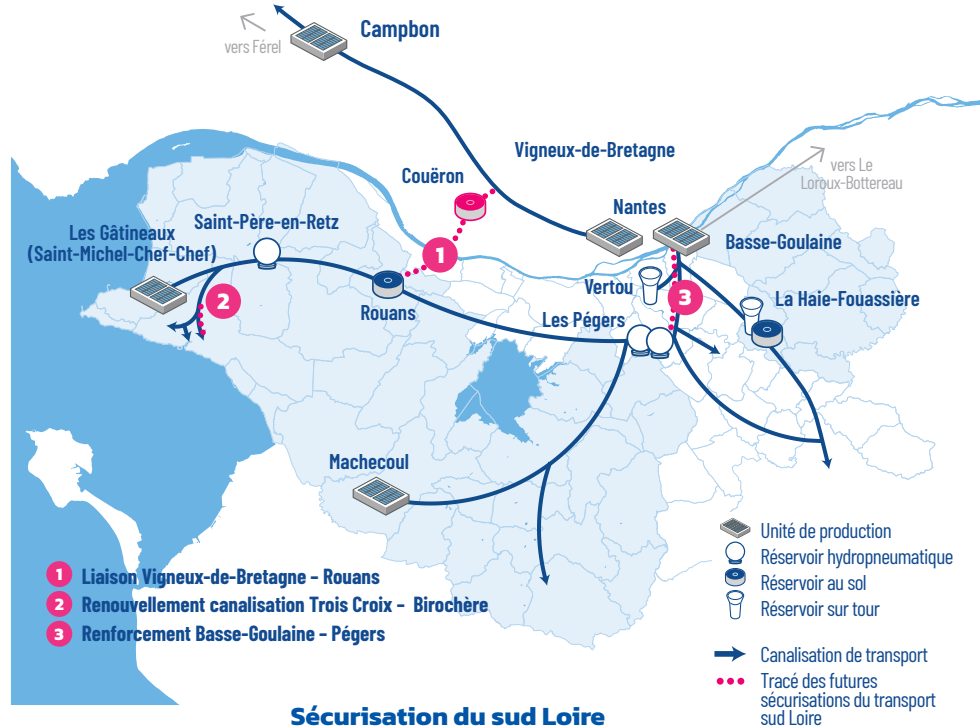 Campbon
vers Férel
Vigneux-de-Bretagne
Couëron
vers Le
Loroux-Bottereau
Nantes
Saint-Père-en-Retz
Les Gâtineaux
(Saint-Michel-Chef-Chef)
Basse-Goulaine
1
Vertou
2
Rouans
3
La Haie-Fouassière
Les Pégers
Machecoul
Unité de production
Réservoir hydropneumatique
Réservoir au sol
Réservoir sur tour
1 Liaison Vigneux-de-Bretagne - Rouans
2 Renouvellement canalisation Trois Croix - Birochère
3 Renforcement Basse-Goulaine - Pégers
Canalisation de transport
Tracé des futures
sécurisations du transport
sud Loire
Sécurisation du sud Loire